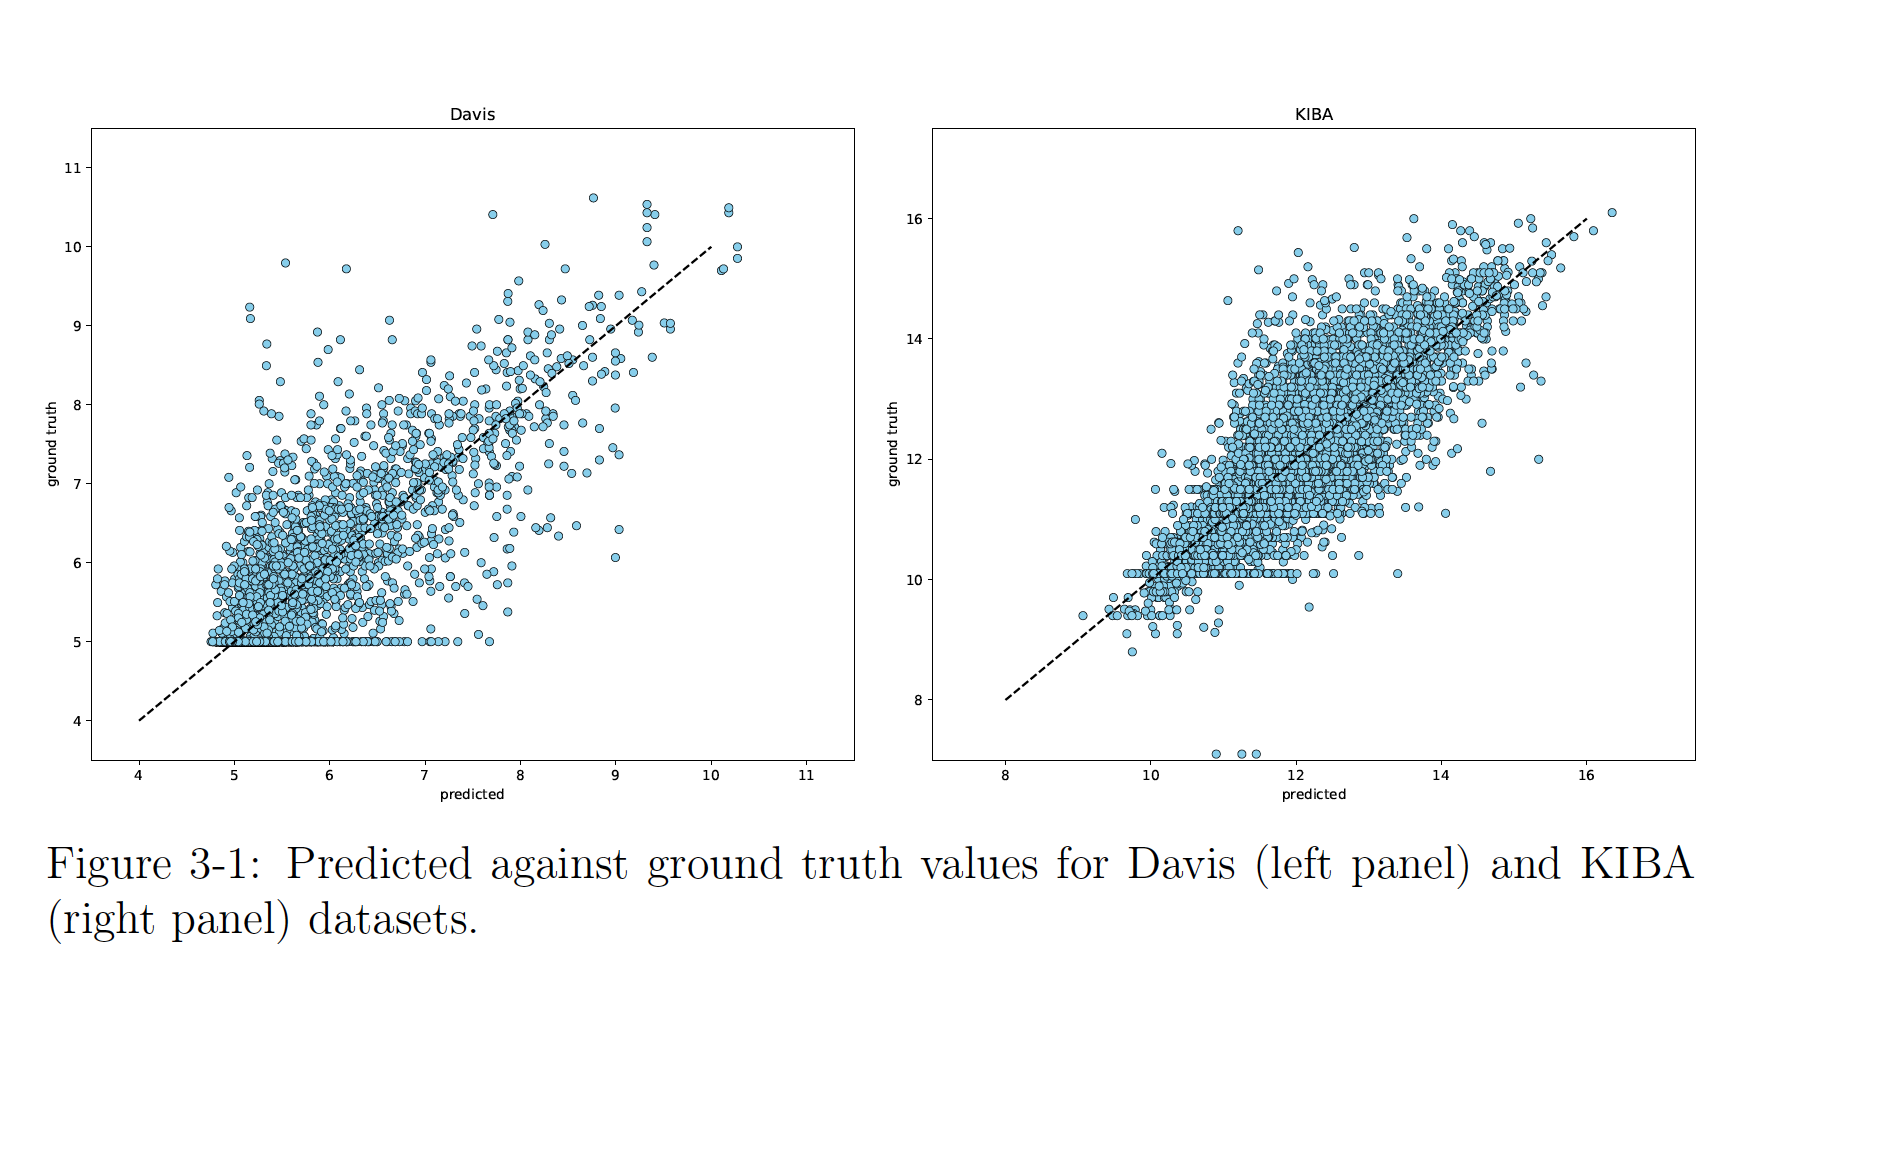 Davis
11
10
9
8
7
6
5
4
ground truth
4 5 6 7 8 9 10 11
predicted
KIBA
16
14
12
10
8
ground truth
8 10 12 14 16
predicted
Figure 3-1: Predicted against ground truth values for Davis (left panel) and KIBA
(right panel) datasets.